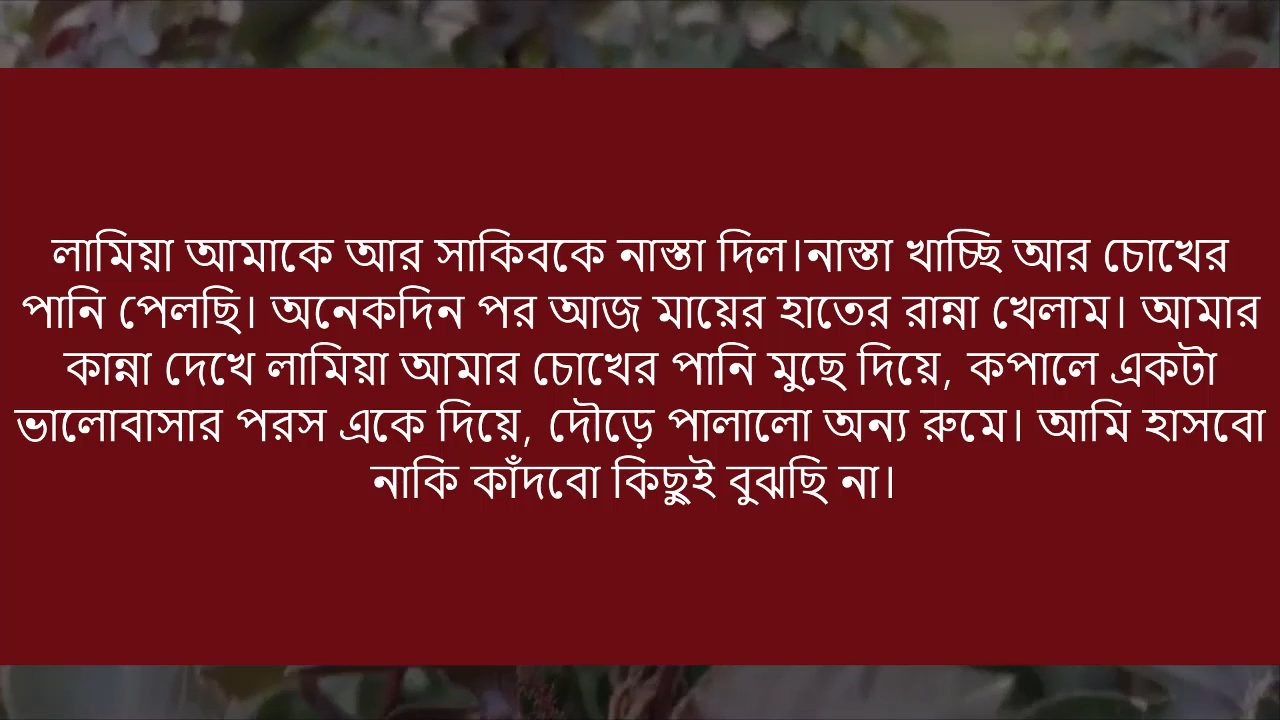 লামিয়া আমাকে আর সাকিবকে নাস্তা দিল।নাস্তা খাচ্ছি আর চোখের
পানি পেলছি। অনেকদিন পর আজ মায়ের হাতের রান্না খেলাম। আমার
কান্না দেখে লামিয়া আমার চোখের পানি মুছে দিয়ে, কপালে একটা
ভালোবাসার পরস একে দিয়ে, দৌড়ে পালালো অন্য রুমে। আমি হাসবো
নাকি কাঁদবো কিছুুই বুঝছি না।